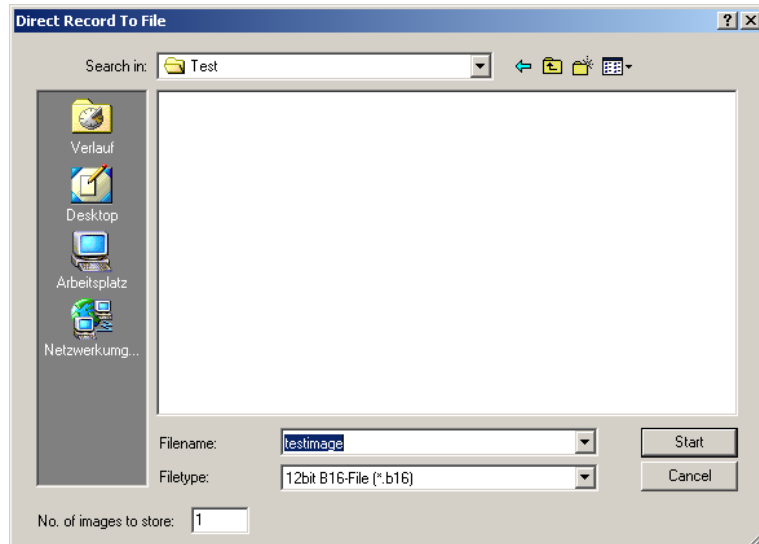 Direct Record To File
Search in: Test
Verlauf
Desktop
Arbeitsplatz
Netzwerkumg...
Filename: testimage Start
Filetype: 12bit B16-File (*.b16) Cancel
No. of images to store: 1